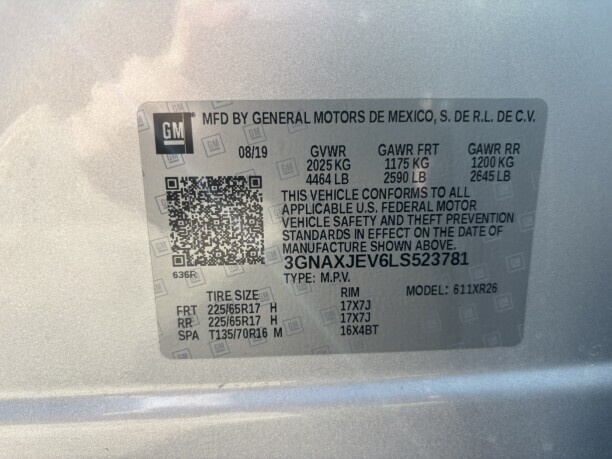 GM MFD BY GENERAL MOTORS DE MEXICO, S. DE R.L. DE C.V.
08/19 GVWR GAWR FRT GAWR RR
2025 KG 1175 KG 1200 KG
4464 LB 2590 LB 2645 LB
THIS VEHICLE CONFORMS TO ALL
APPLICABLE U.S. FEDERAL MOTOR
VEHICLE SAFETY AND THEFT PREVENTION
STANDARDS IN EFFECT ON THE DATE OF
MANUFACTURE SHOWN ABOVE.
636R 3GNAXJEV6LS523781
TYPE: M.P.V. MODEL: 611XR26
TIRE SIZE RIM
FRT 225/65R17 H 17X7J
RR 225/65R17 H 17X7J
SPA T135/70R16 M 16X4BT